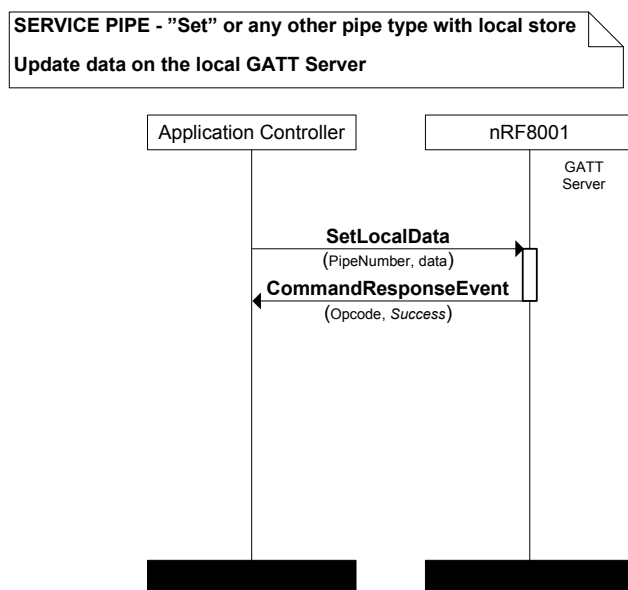 SERVICE PIPE - ”Set” or any other pipe type with local store
Update data on the local GATT Server
Application Controller
nRF8001
GATT
Server
SetLocalData
(PipeNumber, data)
CommandResponseEvent
(Opcode, Success)